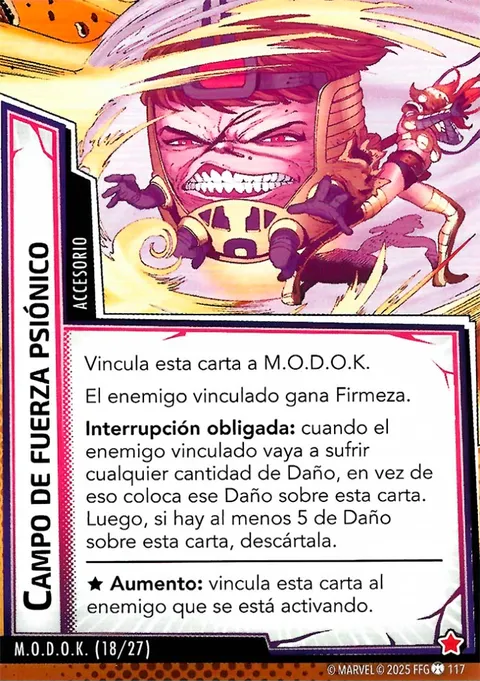 CAMPO DE FUERZA PSIÓNICO
ACCESORIO
Vincula esta carta a M.O.D.O.K.
El enemigo vinculado gana Firmeza.
Interrupción obligada: cuando el
enemigo vinculado vaya a sufrir
cualquier cantidad de Daño, en vez de
eso coloca ese Daño sobre esta carta.
Luego, si hay al menos 5 de Daño
sobre esta carta, descártala.
★ Aumento: vincula esta carta al
enemigo que se está activando.
M.O.D.O.K. (18/27)
© MARVEL © 2025 FFG 117